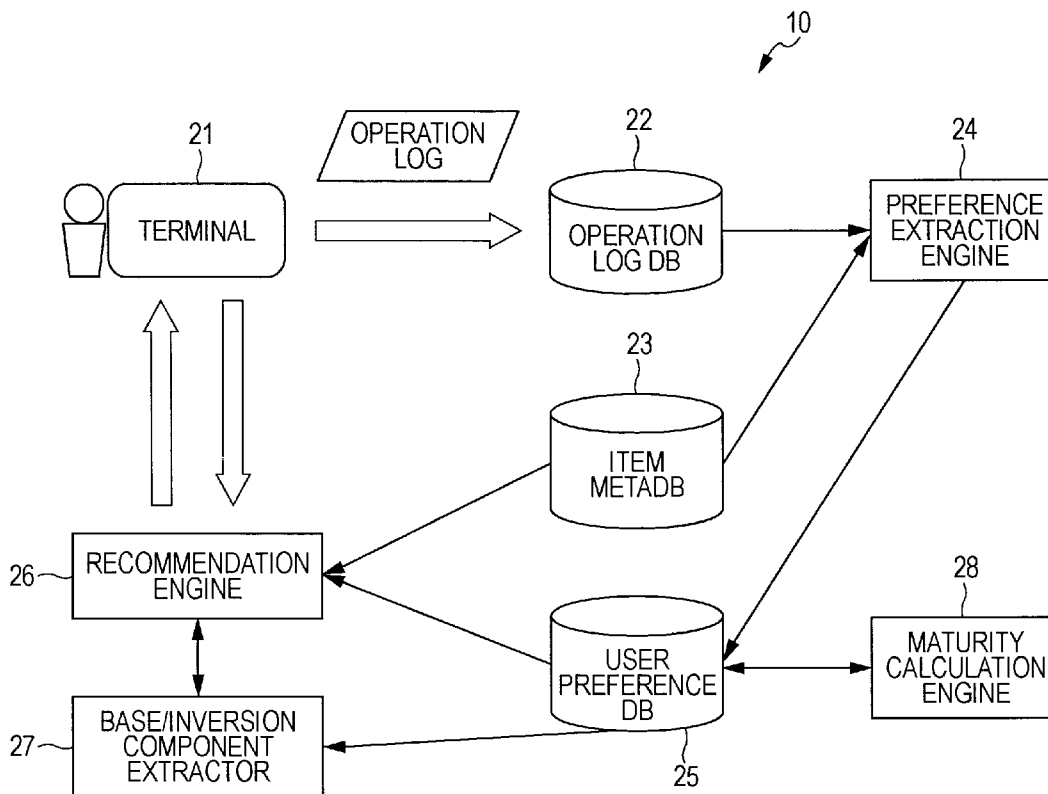 10
21
OPERATION
LOG
22
24
TERMINAL
OPERATION
LOG DB
PREFERENCE
EXTRACTION
ENGINE
23
ITEM
METADB
26
RECOMMENDATION
ENGINE
28
USER
PREFERENCE
DB
MATURITY
CALCULATION
ENGINE
27
BASE/INVERSION
COMPONENT
EXTRACTOR
25